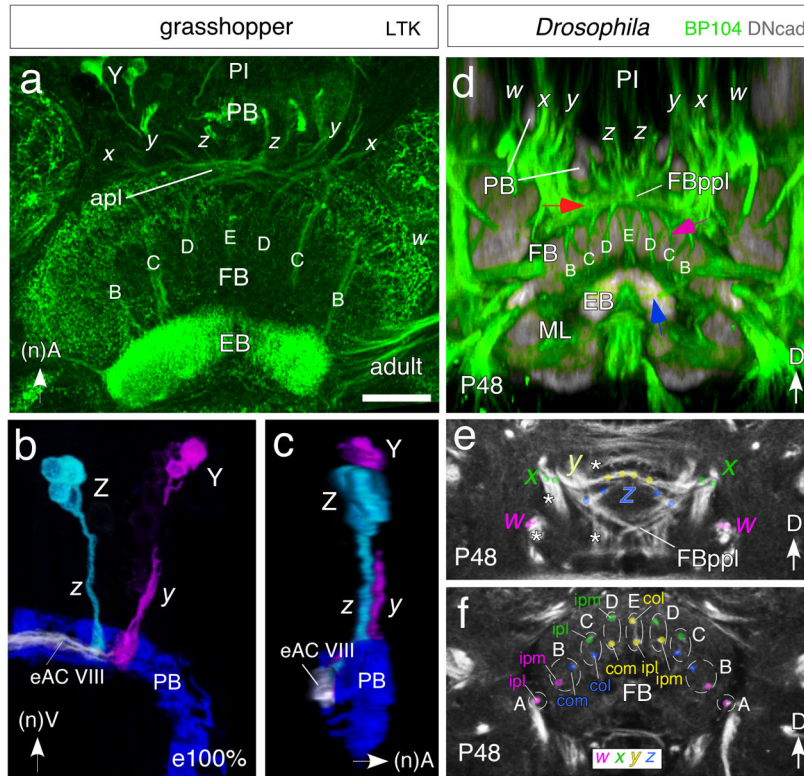 grasshopper LTK
Drosophila BP104 DNcad
a Y PI
PB
x y z z y x
apl
w
B C D E D C B
FB
EB
(n)A
adult
d w x y PI y x w
z z
PB
FBppl
FB
B C D E D C B
EB
ML
P48 D
b Z Y
z y
eAC VIII
PB
(n)V
e100%
c Y
Z
z y
eAC VIII
PB
(n)A
e x y * x
z
*
w * * w
FBppl
P48 D
f ipm D E col D
ipl C C
B ipm com ipl ipm B
ipl com col
A FB A
P48 w x y z D